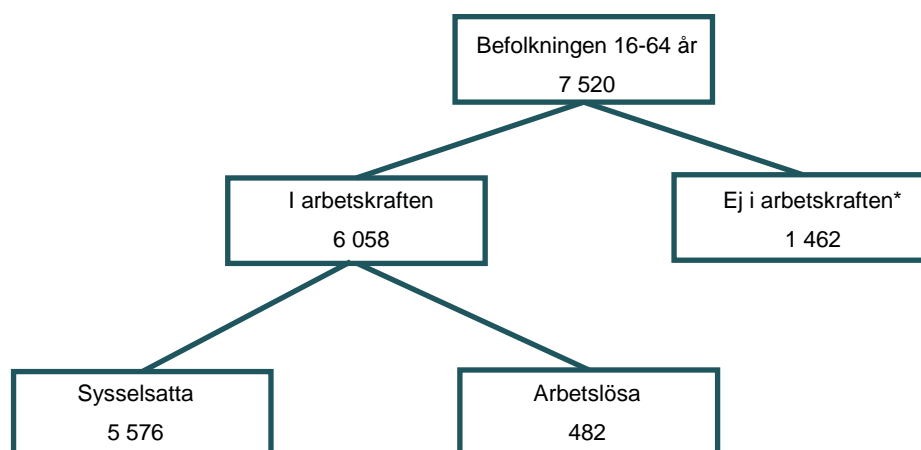 Befolkningen 16-64 år
7 520
I arbetskraften
6 058
Ej i arbetskraften*
1 462
Sysselsatta
5 576
Arbetslösa
482